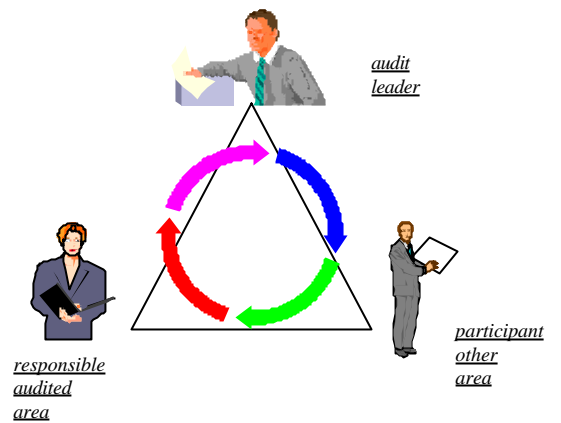 audit
leader
responsible
audited
area
participant
other
area